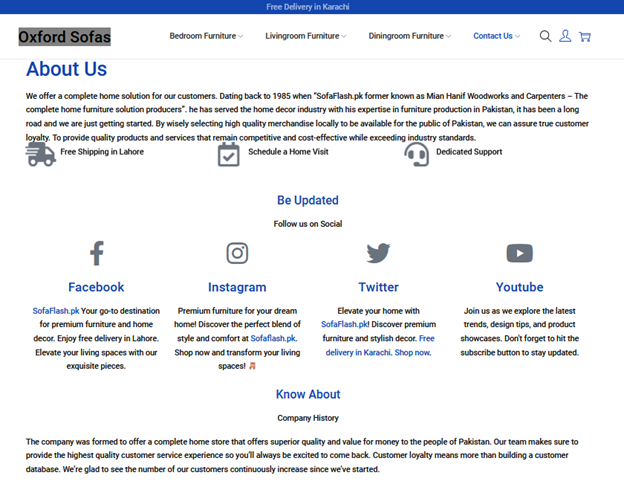 Free Delivery in Karachi
Oxford Sofas
Bedroom Furniture
Livingroom Furniture
Diningroom Furniture
Contact Us
About Us
We offer a complete home solution for our customers. Dating back to 1985 when “SofaFlash.pk former known as Mian Hanif Woodworks and Carpenters – The
complete home furniture solution producers”. he has served the home decor industry with his expertise in furniture production in Pakistan, it has been a long
road and we are just getting started. By wisely selecting high quality merchandise locally to be available for the public of Pakistan, we can assure true customer
loyalty. To provide quality products and services that remain competitive and cost-effective while exceeding industry standards.
Free Shipping in Lahore
Schedule a Home Visit
Dedicated Support
Be Updated
Follow us on Social
Facebook
SofaFlash.pk Your go-to destination
for premium furniture and home
decor. Enjoy free delivery in Lahore.
Elevate your living spaces with our
exquisite pieces.
Instagram
Premium furniture for your dream
home! Discover the perfect blend of
style and comfort at Sofaflash.pk.
Shop now and transform your living
spaces!
Twitter
Elevate your home with
SofaFlash.pk! Discover premium
furniture and stylish decor. Free
delivery in Karachi. Shop now.
Youtube
Join us as we explore the latest
trends, design tips, and product
showcases. Don't forget to hit the
subscribe button to stay updated.
Know About
Company History
The company was formed to offer a complete home store that offers superior quality and value for money to the people of Pakistan. Our team makes sure to
provide the highest quality customer service experience so you’ll always be excited to come back. Customer loyalty means more than building a customer
database. We’re glad to see the number of our customers continuously increase since we’ve started.